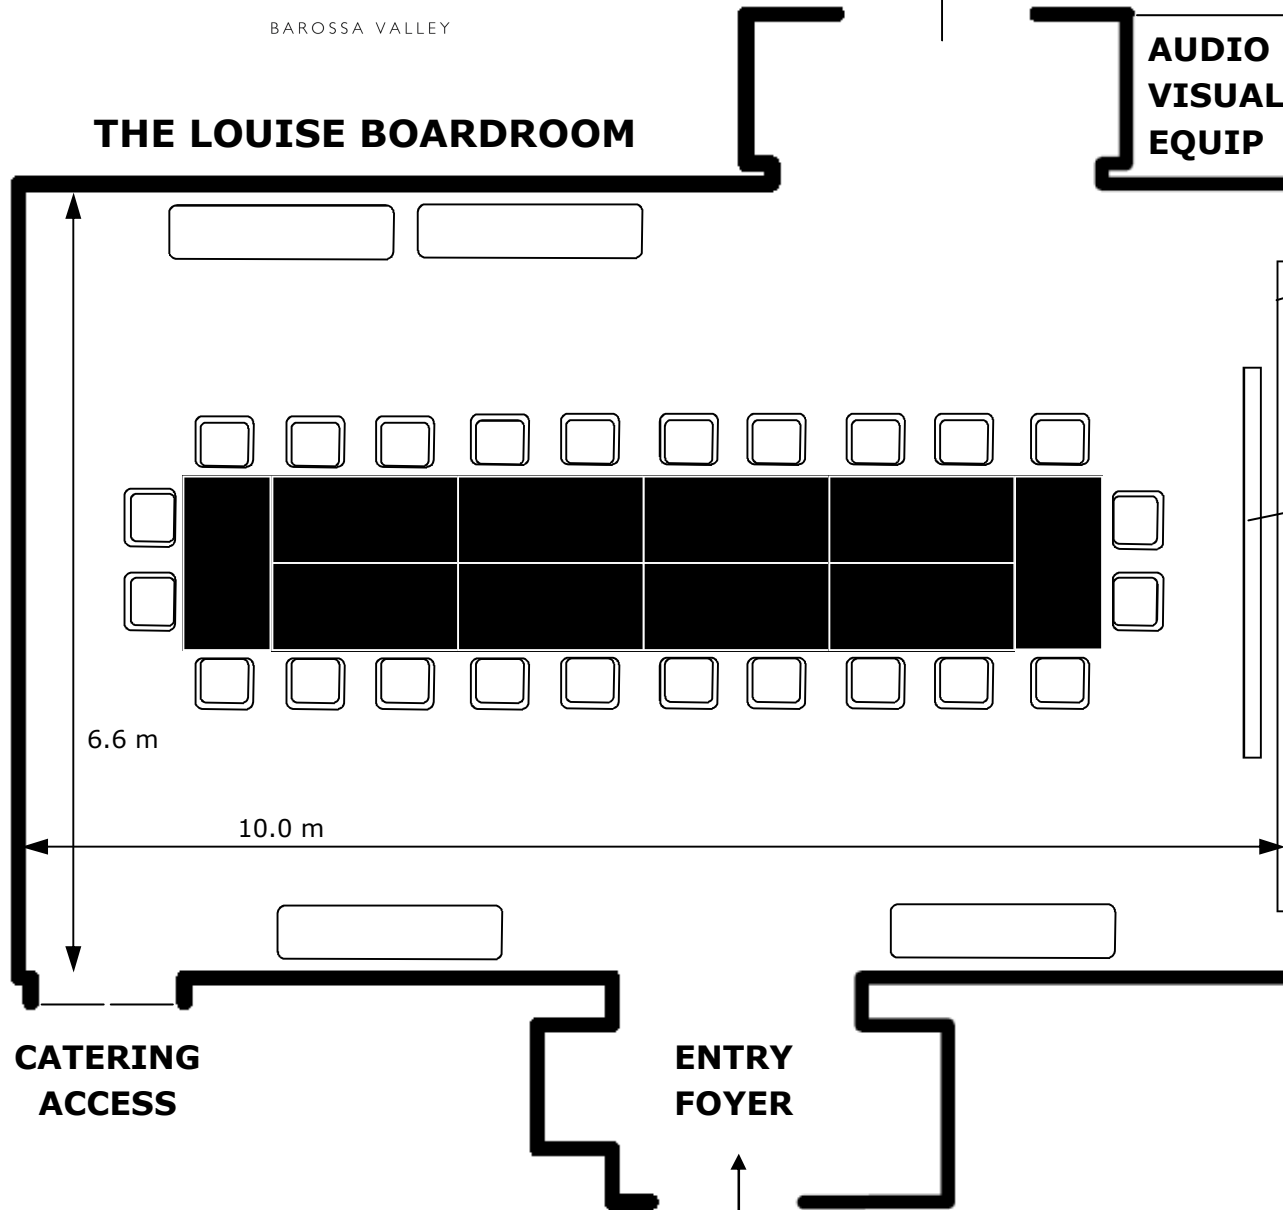 BAROSSA VALLEY
THE LOUISE BOARDROOM
AUDIO
VISUAL
EQUIP
6.6 m
10.0 m
CATERING
ACCESS
ENTRY
FOYER